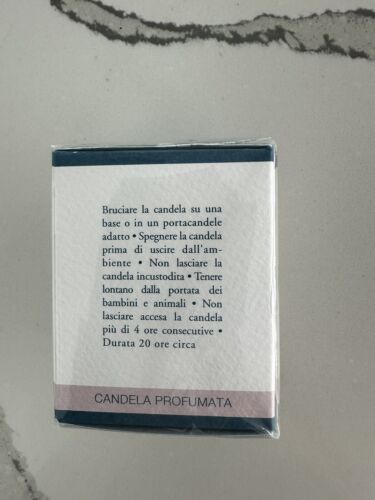 Bruciare la candela su una
base o in un portacandele
adatto • Spegnere la candela
prima di uscire dall'am-
biente • Non lasciare la
candela incustodita • Tenere
lontano dalla portata dei
bambini e animali • Non
lasciare accesa la candela
più di 4 ore consecutive •
Durata 20 ore circa
CANDELA PROFUMATA